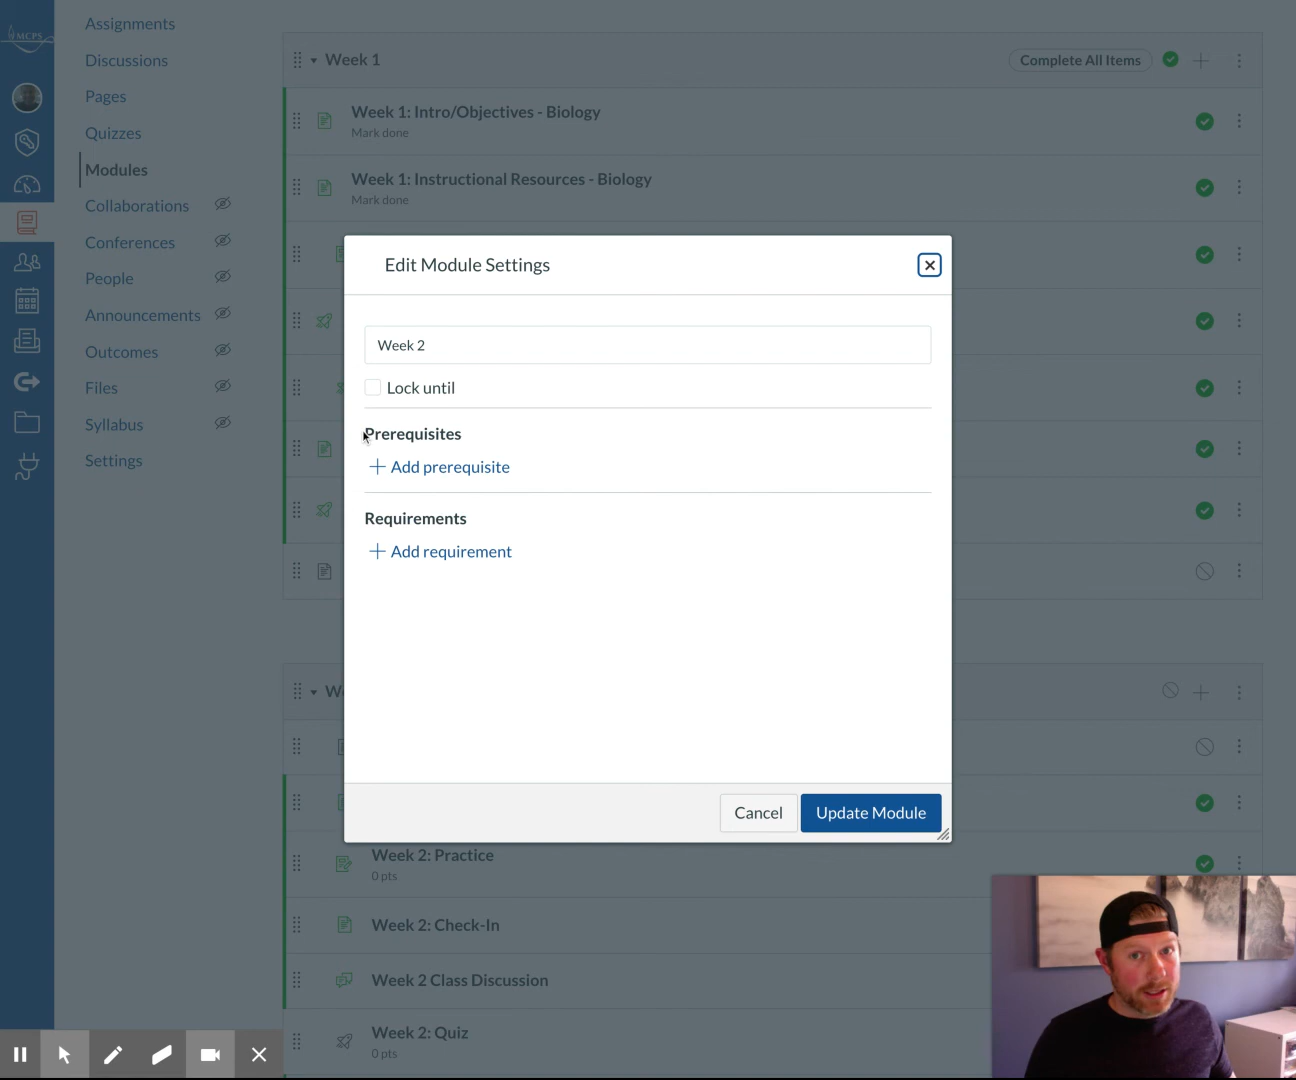 MCPS
Assignments
Discussions
Pages
Quizzes
Modules
Collaborations
Conferences
People
Announcements
Outcomes
Files
Syllabus
Settings
Week 1
Complete All Items
Week 1: Intro/Objectives - Biology
Mark done
Week 1: Instructional Resources - Biology
Mark done
Edit Module Settings
Week 2
Lock until
Prerequisites
Add prerequisite
Requirements
Add requirement
Cancel
Update Module
Week 2: Practice
0 pts
Week 2: Check-In
Week 2 Class Discussion
Week 2: Quiz
0 pts